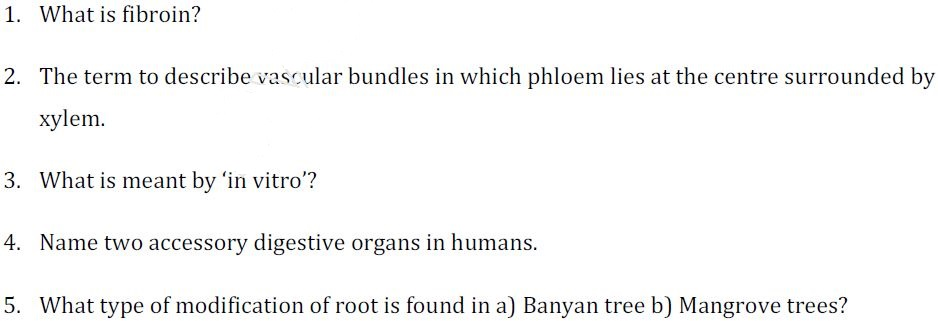 1. What is fibroin?
2. The term to describe vascular bundles in which phloem lies at the centre surrounded by
xylem.
3. What is meant by ‘in vitro’?
4. Name two accessory digestive organs in humans.
5. What type of modification of root is found in a) Banyan tree b) Mangrove trees?